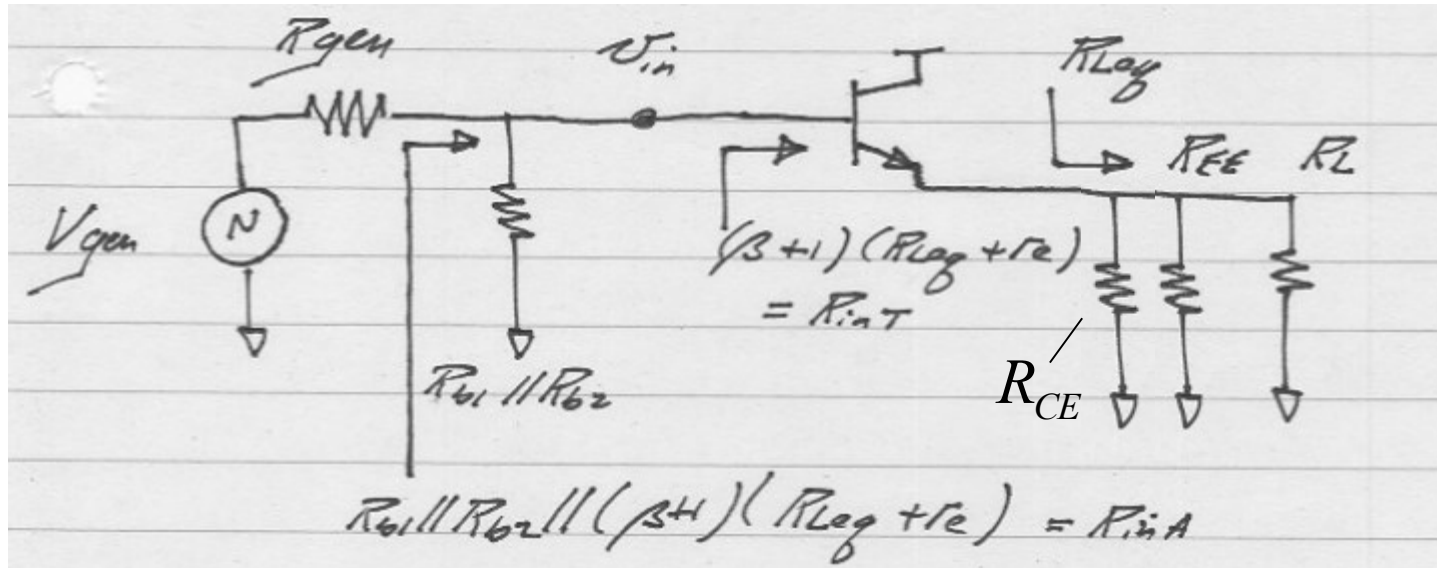 Rgen
Vin
RLeq
REE RL
Vgen
(β+1)(RLeq+re)
= RinT
Rb1//Rb2
RCE
Rb1//Rb2//(β+1)(RLeq+re) = RinA